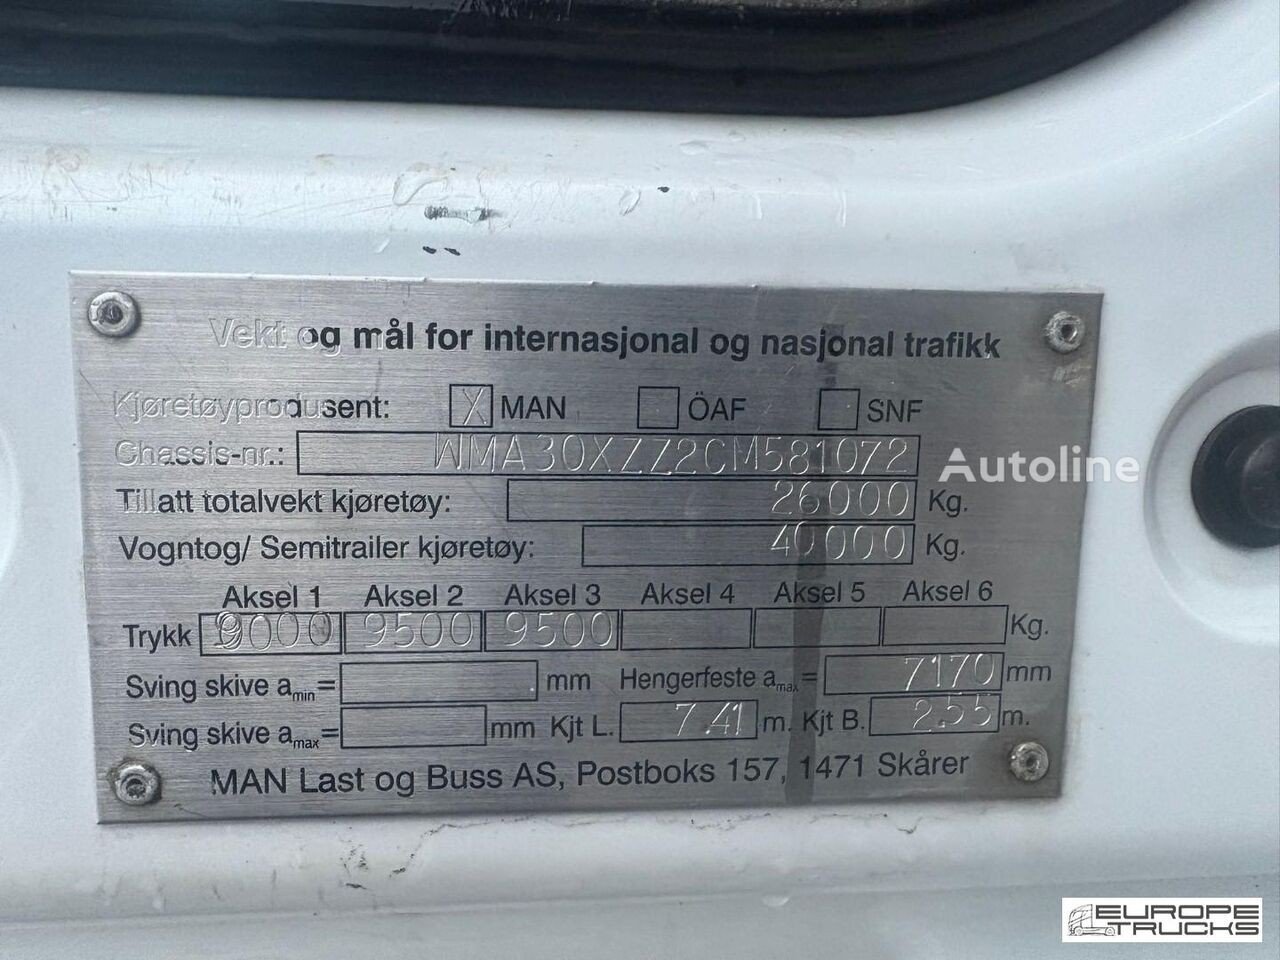 Vekt og mål for internasjonal og nasjonal trafikk
Kjøretøyprodusent: X MAN ÖAF SNF
Chassis-nr.: WMA30XZZ2CM581072
Tillatt totalvekt kjøretøy: 26000 Kg.
Vogntog/ Semitrailer kjøretøy: 40000 Kg.
Aksel 1 Aksel 2 Aksel 3 Aksel 4 Aksel 5 Aksel 6
Trykk 9000 9500 9500 Kg.
Sving skive amin= mm Hengerfeste amax= 7170 mm
Sving skive amax= mm Kjt L. 7.41 m. Kjt B. 2.55 m.
MAN Last og Buss AS, Postboks 157, 1471 Skårer
Autoline
EUROPE
TRUCKS